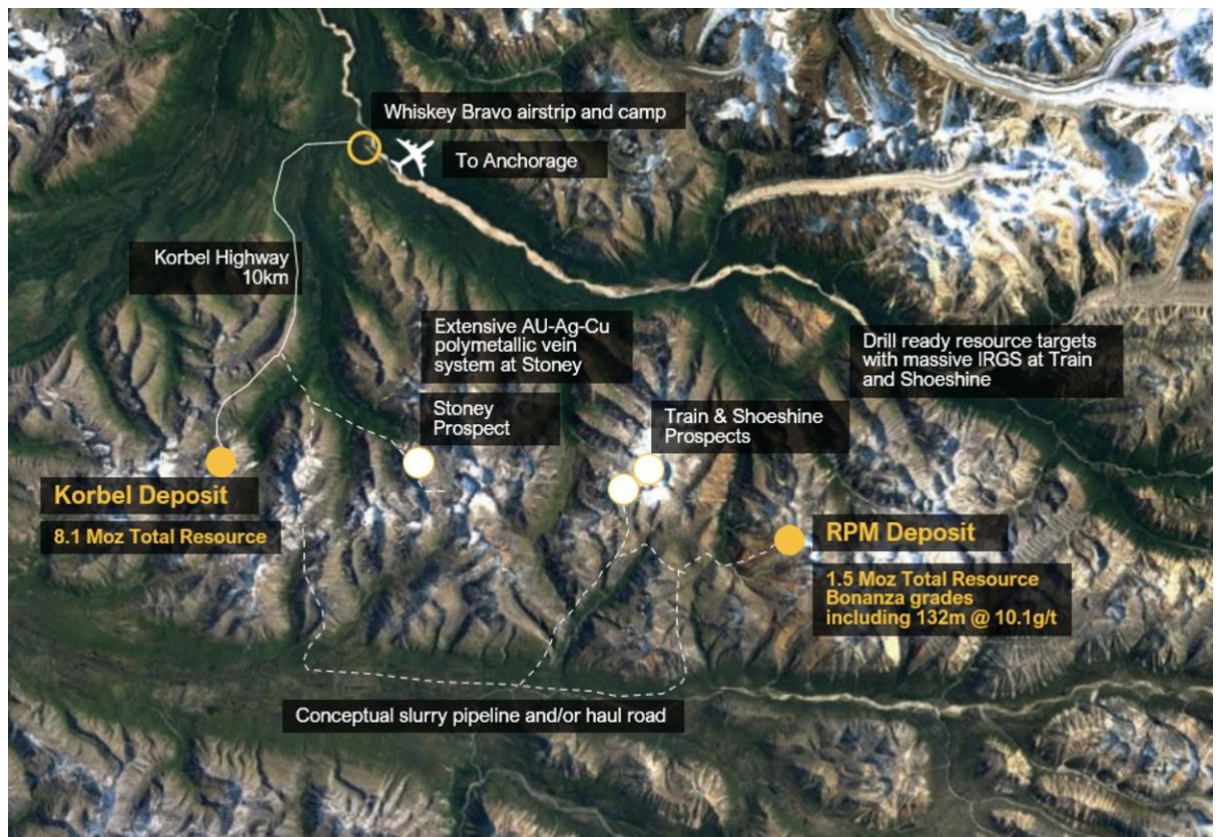 Whiskey Bravo airstrip and camp
To Anchorage
Korbel Highway
10km
Extensive AU-Ag-Cu
polymetallic vein
system at Stoney
Drill ready resource targets
with massive IRGS at Train
and Shoeshine
Stoney
Prospect
Train & Shoeshine
Prospects
Korbel Deposit
8.1 Moz Total Resource
RPM Deposit
1.5 Moz Total Resource
Bonanza grades
including 132m @ 10.1g/t
Conceptual slurry pipeline and/or haul road